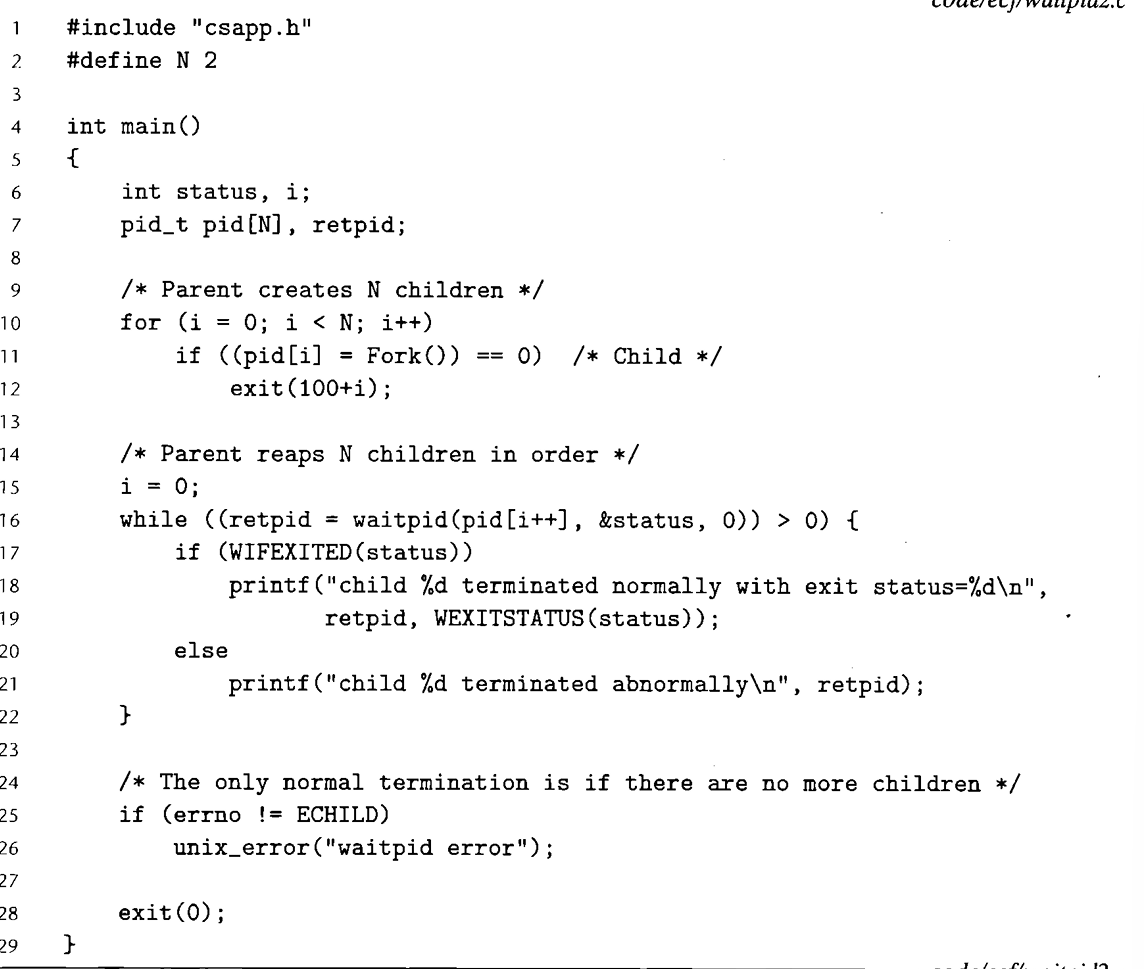 code/ecf/waitpid2.c
1 #include "csapp.h"
2 #define N 2
3
4 int main()
5 {
6     int status, i;
7     pid_t pid[N], retpid;
8
9     /* Parent creates N children */
10     for (i = 0; i < N; i++)
11         if ((pid[i] = Fork()) == 0)  /* Child */
12             exit(100+i);
13
14     /* Parent reaps N children in order */
15     i = 0;
16     while ((retpid = waitpid(pid[i++], &status, 0)) > 0) {
17         if (WIFEXITED(status))
18             printf("child %d terminated normally with exit status=%d\n",
19                 retpid, WEXITSTATUS(status));
20         else
21             printf("child %d terminated abnormally\n", retpid);
22     }
23
24     /* The only normal termination is if there are no more children */
25     if (errno != ECHILD)
26         unix_error("waitpid error");
27
28     exit(0);
29 }